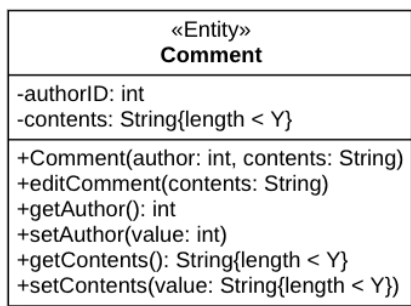 «Entity»
Comment
-authorID: int
-contents: String{length < Y}
+Comment(author: int, contents: String)
+editComment(contents: String)
+getAuthor(): int
+setAuthor(value: int)
+getContents(): String{length < Y}
+setContents(value: String{length < Y})